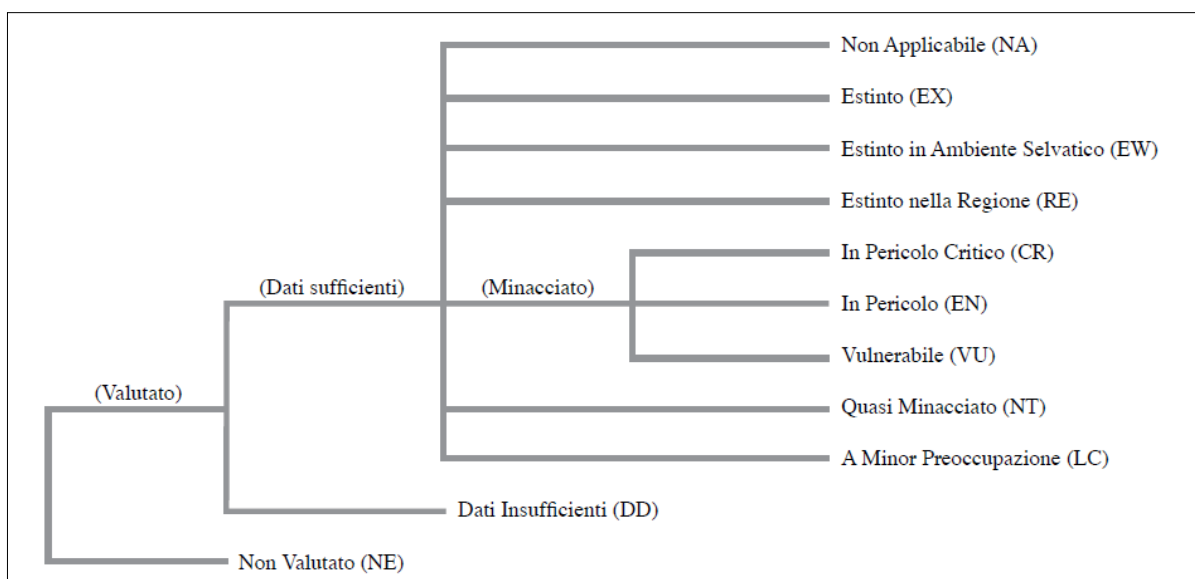 Non Applicabile (NA)
Estinto (EX)
Estinto in Ambiente Selvatico (EW)
Estinto nella Regione (RE)
In Pericolo Critico (CR)
(Dati sufficienti)
(Minacciato)
In Pericolo (EN)
Vulnerabile (VU)
(Valutato)
Quasi Minacciato (NT)
A Minor Preoccupazione (LC)
Dati Insufficienti (DD)
Non Valutato (NE)